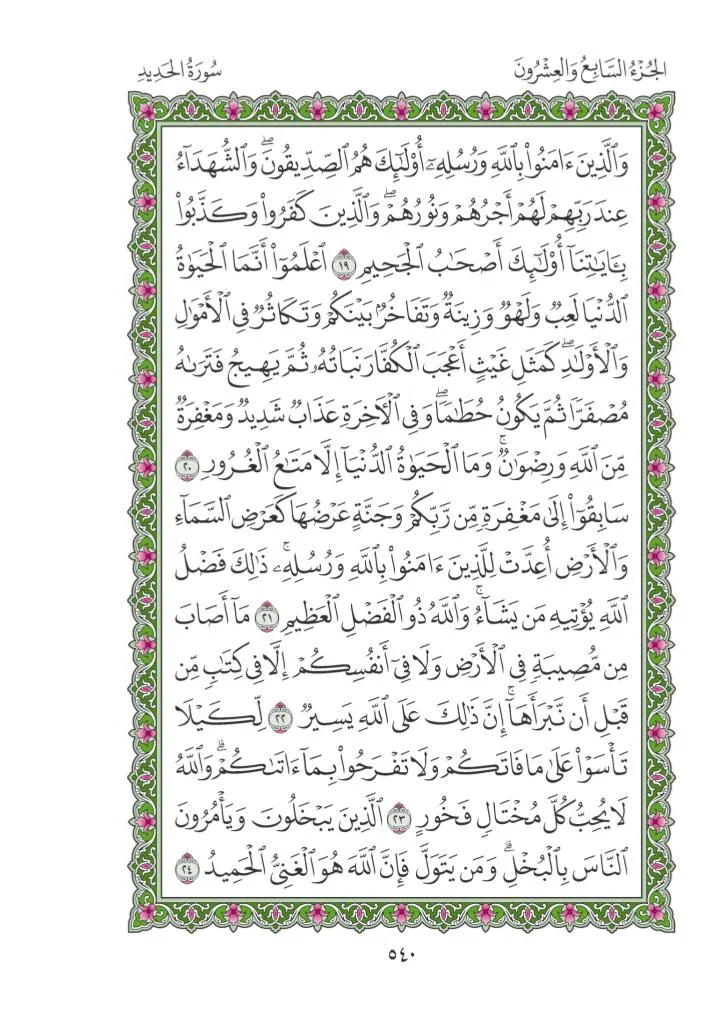 الجُزْءُ السَّابِعُ وَالعِشْرُونَ
سُورَةُ الحَدِيدِ
وَٱلَّذِينَ ءَامَنُواْ بِٱللَّهِ وَرُسُلِهِۦٓ أُوْلَٰٓئِكَ هُمُ ٱلصِّدِّيقُونَۖ وَٱلشُّهَدَآءُ
عِندَ رَبِّهِمۡ لَهُمۡ أَجۡرُهُمۡ وَنُورُهُمۡۖ وَٱلَّذِينَ كَفَرُواْ وَكَذَّبُواْ
بِـَٔايَٰتِنَآ أُوْلَٰٓئِكَ أَصۡحَٰبُ ٱلۡجَحِيمِ ١٩ ٱعۡلَمُوٓاْ أَنَّمَا ٱلۡحَيَوٰةُ
ٱلدُّنۡيَا لَعِبٞ وَلَهۡوٞ وَزِينَةٞ وَتَفَاخُرُۢ بَيۡنَكُمۡ وَتَكَاثُرٞ فِي ٱلۡأَمۡوَٰلِ
وَٱلۡأَوۡلَٰدِۖ كَمَثَلِ غَيۡثٍ أَعۡجَبَ ٱلۡكُفَّارَ نَبَاتُهُۥ ثُمَّ يَهِيجُ فَتَرَىٰهُ
مُصۡفَرّٗا ثُمَّ يَكُونُ حُطَٰمٗاۖ وَفِي ٱلۡأٓخِرَةِ عَذَابٞ شَدِيدٞ وَمَغۡفِرَةٞ
مِّنَ ٱللَّهِ وَرِضۡوَٰنٞۚ وَمَا ٱلۡحَيَوٰةُ ٱلدُّنۡيَآ إِلَّا مَتَٰعُ ٱلۡغُرُورِ ٢٠
سَابِقُوٓاْ إِلَىٰ مَغۡفِرَةٖ مِّن رَّبِّكُمۡ وَجَنَّةٍ عَرۡضُهَا كَعَرۡضِ ٱلسَّمَآءِ
وَٱلۡأَرۡضِ أُعِدَّتۡ لِلَّذِينَ ءَامَنُواْ بِٱللَّهِ وَرُسُلِهِۦۚ ذَٰلِكَ فَضۡلُ
ٱللَّهِ يُؤۡتِيهِ مَن يَشَآءُۚ وَٱللَّهُ ذُو ٱلۡفَضۡلِ ٱلۡعَظِيمِ ٢١ مَآ أَصَابَ
مِن مُّصِيبَةٖ فِي ٱلۡأَرۡضِ وَلَا فِيٓ أَنفُسِكُمۡ إِلَّا فِي كِتَٰبٖ مِّن
قَبۡلِ أَن نَّبۡرَأَهَآۚ إِنَّ ذَٰلِكَ عَلَى ٱللَّهِ يَسِيرٞ ٢٢ لِّكَيۡلَا
تَأۡسَوۡاْ عَلَىٰ مَا فَاتَكُمۡ وَلَا تَفۡرَحُواْ بِمَآ ءَاتَىٰكُمۡۗ وَٱللَّهُ
لَا يُحِبُّ كُلَّ مُخۡتَالٖ فَخُورٍ ٢٣ ٱلَّذِينَ يَبۡخَلُونَ وَيَأۡمُرُونَ
ٱلنَّاسَ بِٱلۡبُخۡلِۗ وَمَن يَتَوَلَّ فَإِنَّ ٱللَّهَ هُوَ ٱلۡغَنِيُّ ٱلۡحَمِيدُ ٢٤
٥٤٠